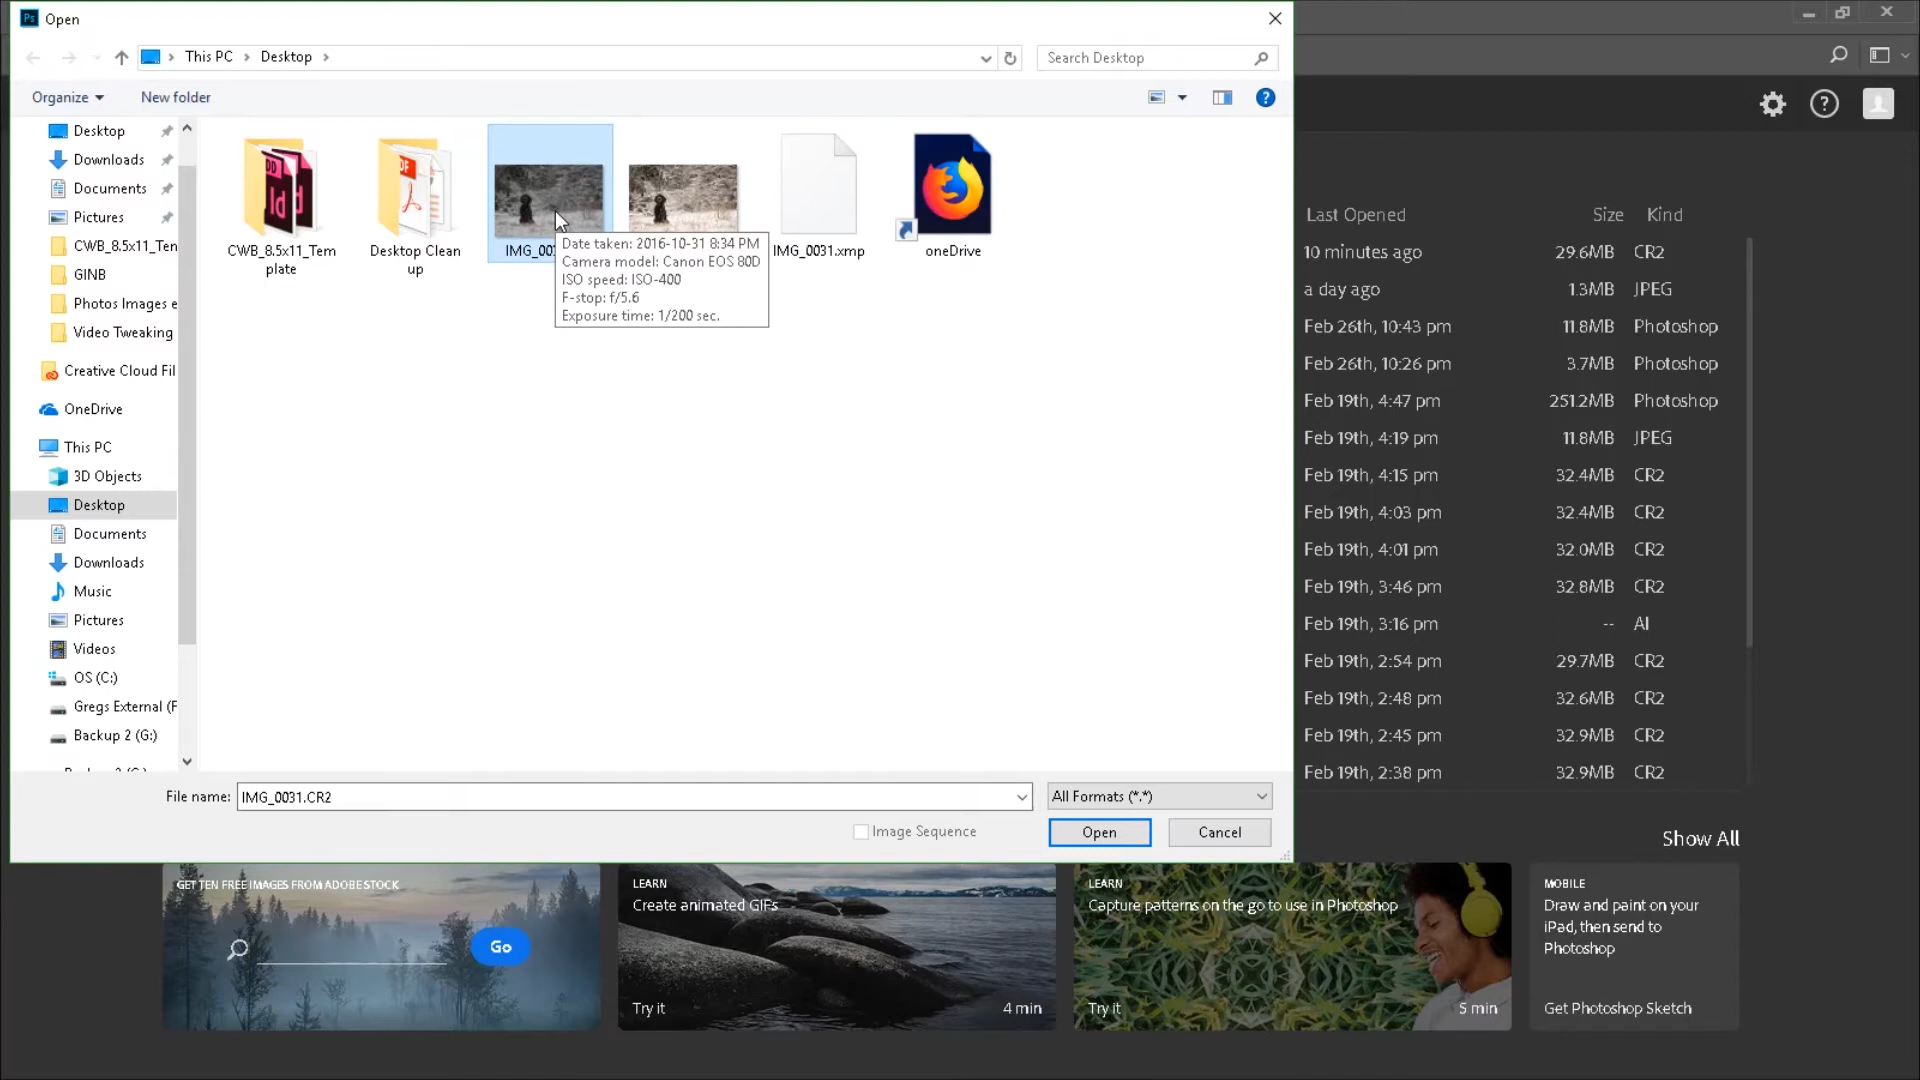 Ps Open
This PC
Desktop
Search Desktop
Organize
New folder
Desktop
Downloads
Documents
Pictures
CWB_8.5x11_Ten
GINB
Photos Images e
Video Tweaking
Creative Cloud Fil
OneDrive
This PC
3D Objects
Desktop
Documents
Downloads
Music
Pictures
Videos
OS (C:)
Gregs External (F
Backup 2 (G:)
CWB_8.5x11_Tem
plate
Desktop Clean
up
IMG_00
IMG_0031.xmp
oneDrive
Date taken: 2016-10-31 8:34 PM
Camera model: Canon EOS 80D
ISO speed: ISO-400
F-stop: f/5.6
Exposure time: 1/200 sec.
File name: IMG_0031.CR2
All Formats (*.*)
Image Sequence
Open
Cancel
Last Opened Size Kind
10 minutes ago 29.6MB CR2
a day ago 1.3MB JPEG
Feb 26th, 10:43 pm 11.8MB Photoshop
Feb 26th, 10:26 pm 3.7MB Photoshop
Feb 19th, 4:47 pm 251.2MB Photoshop
Feb 19th, 4:19 pm 11.8MB JPEG
Feb 19th, 4:15 pm 32.4MB CR2
Feb 19th, 4:03 pm 32.4MB CR2
Feb 19th, 4:01 pm 32.0MB CR2
Feb 19th, 3:46 pm 32.8MB CR2
Feb 19th, 3:16 pm -- AI
Feb 19th, 2:54 pm 29.7MB CR2
Feb 19th, 2:48 pm 32.6MB CR2
Feb 19th, 2:45 pm 32.9MB CR2
Feb 19th, 2:38 pm 32.9MB CR2
Show All
GET TEN FREE IMAGES FROM ADOBE STOCK
Go
LEARN
Create animated GIFs
Try it
4 min
LEARN
Capture patterns on the go to use in Photoshop
Try it
5 min
MOBILE
Draw and paint on your
iPad, then send to
Photoshop
Get Photoshop Sketch